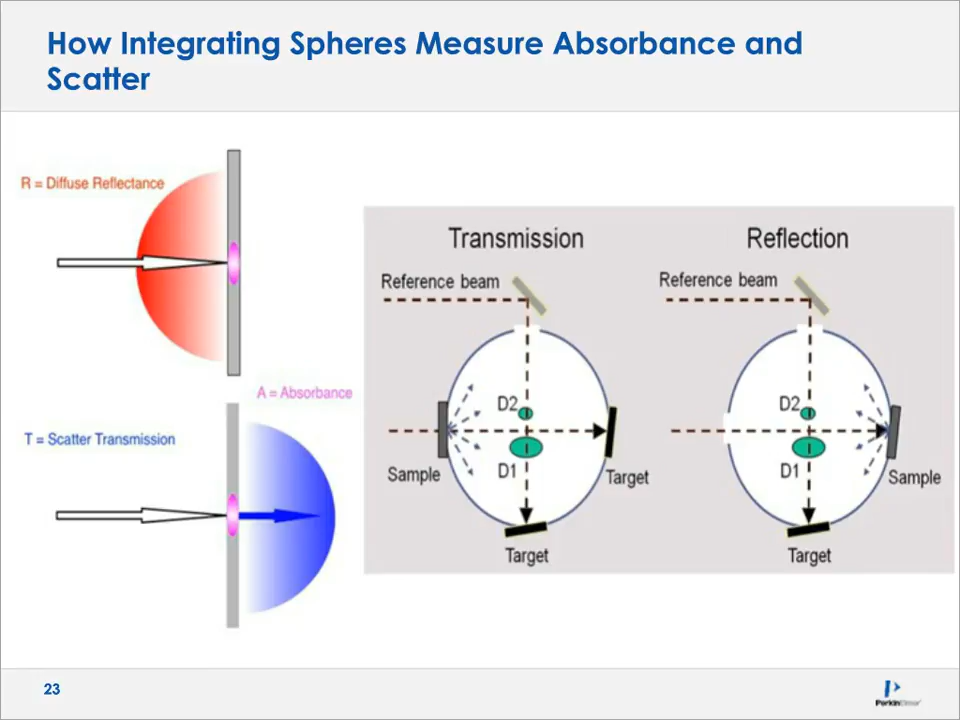 How Integrating Spheres Measure Absorbance and
Scatter
R = Diffuse Reflectance
A = Absorbance
T = Scatter Transmission
Transmission
Reference beam
D2
D1
Sample
Target
Target
Reflection
Reference beam
D2
D1
Sample
Target
23
PerkinElmer